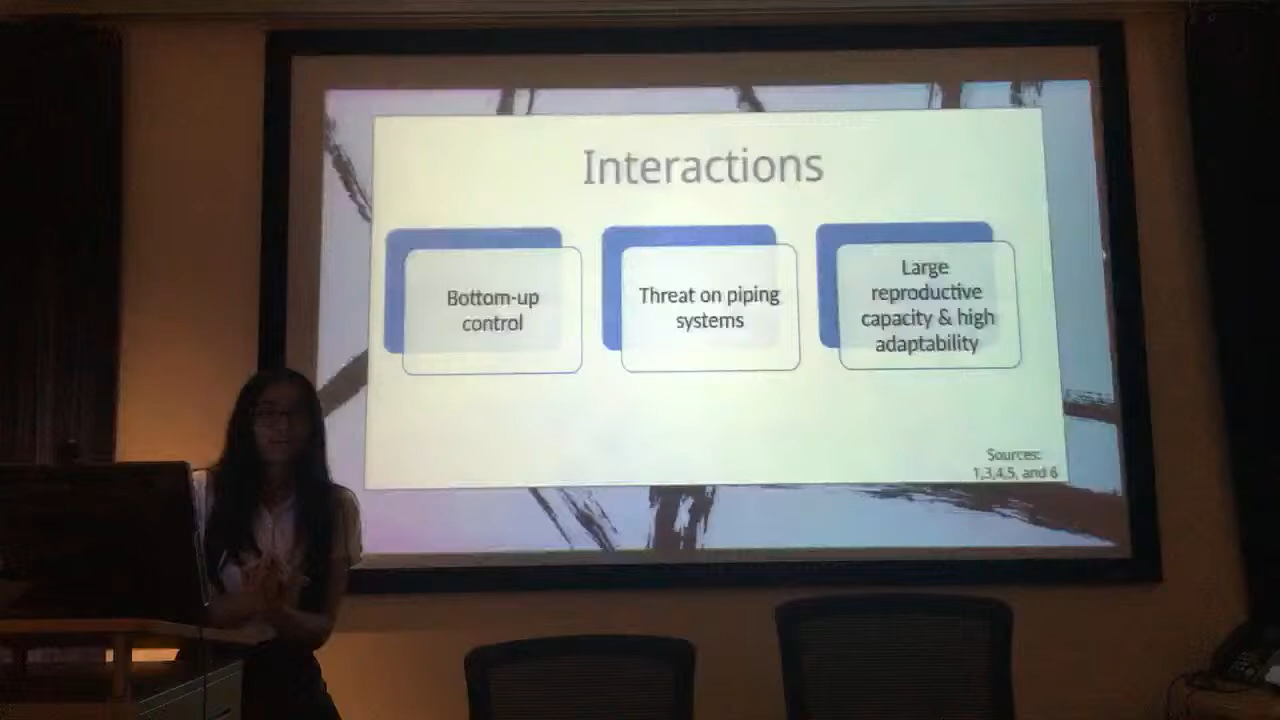 Interactions
Bottom-up
control
Threat on piping
systems
Large
reproductive
capacity & high
adaptability
Sources:
1,3,4,5, and 6